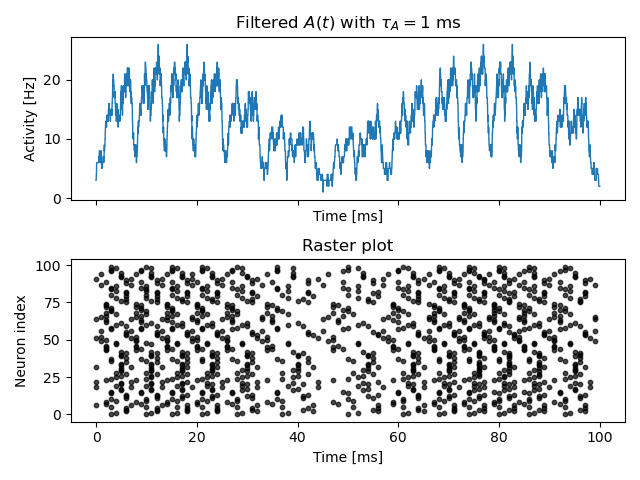 Filtered A(t) with τ_A = 1 ms
Activity [Hz]
20
10
0
Time [ms]
Raster plot
Neuron index
100
75
50
25
0
0 20 40 60 80 100
Time [ms]